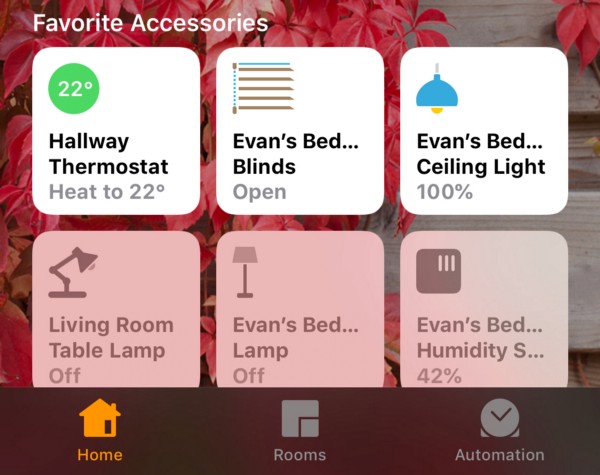 Favorite Accessories
22°
Hallway
Thermostat
Heat to 22°
Evan’s Bed...
Blinds
Open
Evan’s Bed...
Ceiling Light
100%
Living Room
Table Lamp
Off
Evan’s Bed...
Lamp
Off
Evan’s Bed...
Humidity S...
42%
Home
Rooms
Automation